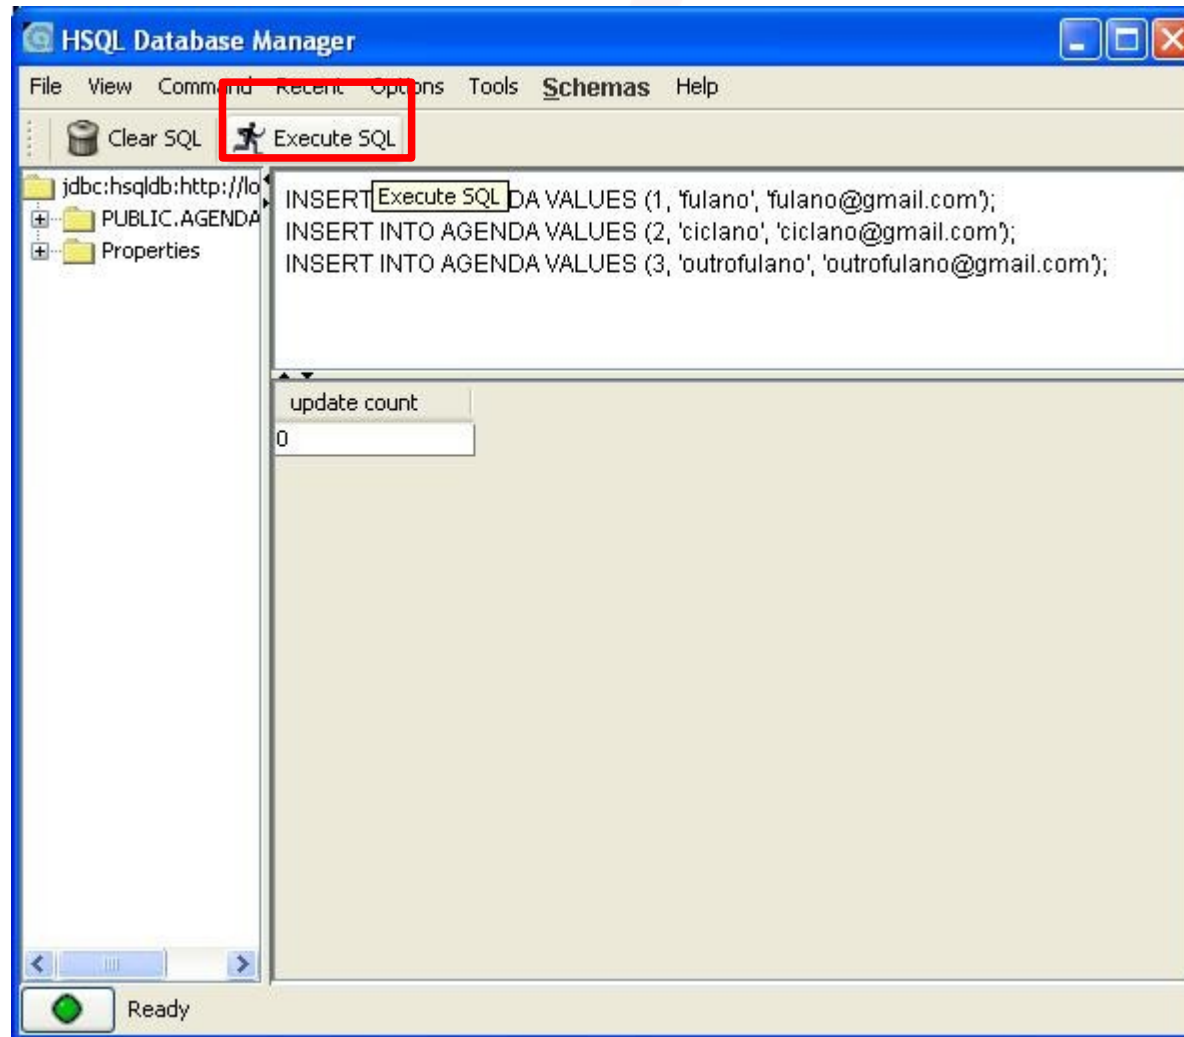 HSQL Database Manager
File View Command Recent Options Tools Schemas Help
Clear SQL Execute SQL
jdbc:hsqldb:http://lo
PUBLIC.AGENDA
Properties
INSERT Execute SQL DA VALUES (1, 'fulano', 'fulano@gmail.com');
INSERT INTO AGENDA VALUES (2, 'ciclano', 'ciclano@gmail.com');
INSERT INTO AGENDA VALUES (3, 'outrofulano', 'outrofulano@gmail.com');
update count
0
Ready